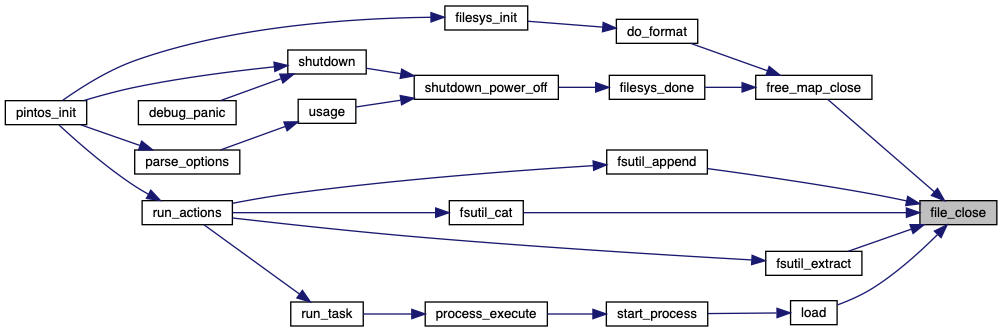 filesys_init
do_format
shutdown
shutdown_power_off
filesys_done
free_map_close
pintos_init
debug_panic
usage
parse_options
fsutil_append
run_actions
fsutil_cat
file_close
fsutil_extract
run_task
process_execute
start_process
load